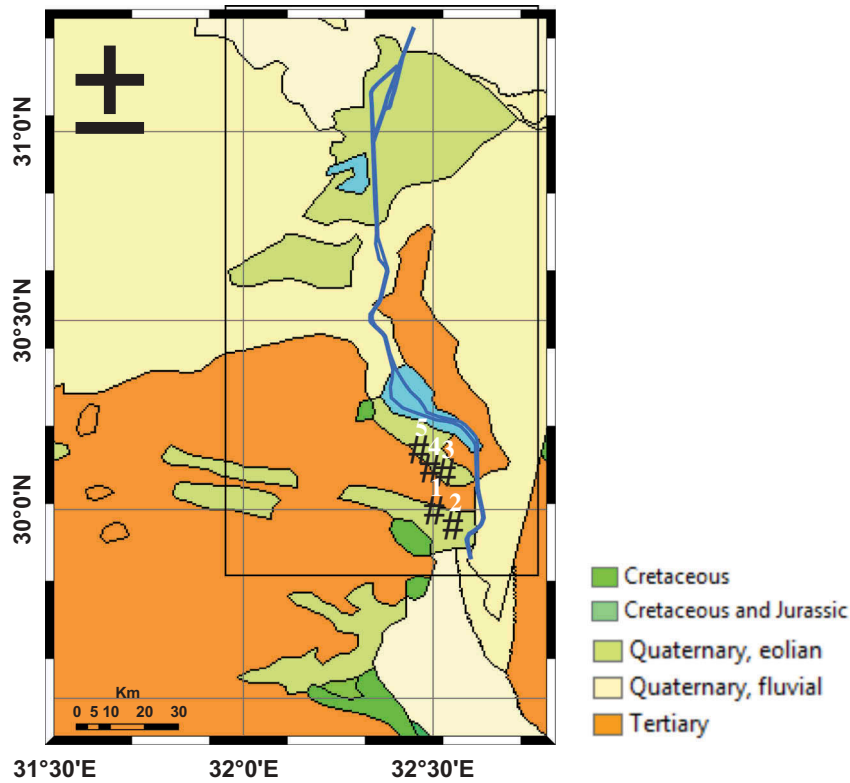 31°0'N
30°30'N
30°0'N
5
4 3
1
2
Km
0 5 10 20 30
31°30'E 32°0'E 32°30'E
Cretaceous
Cretaceous and Jurassic
Quaternary, eolian
Quaternary, fluvial
Tertiary